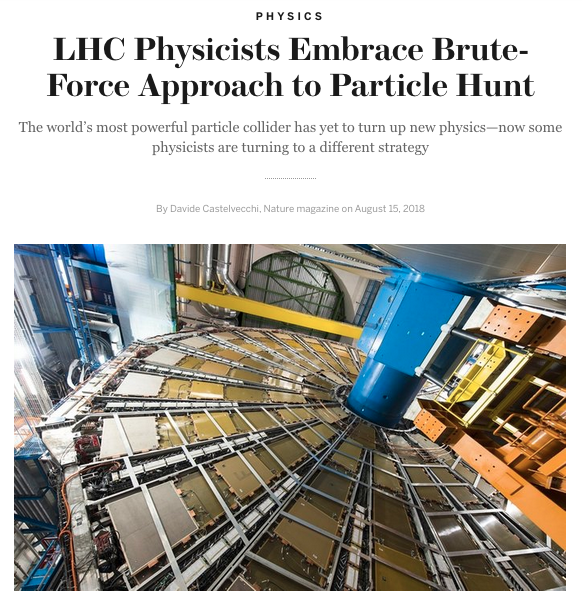 PHYSICS
LHC Physicists Embrace Brute-
Force Approach to Particle Hunt
The world’s most powerful particle collider has yet to turn up new physics—now some
physicists are turning to a different strategy
By Davide Castelvecchi, Nature magazine on August 15, 2018